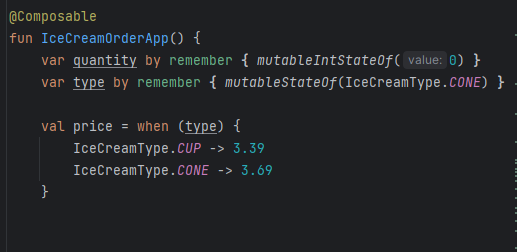 @Composable
fun IceCreamOrderApp() {
    var quantity by remember { mutableIntStateOf( value: 0) }
    var type by remember { mutableStateOf(IceCreamType.CONE) }

    val price = when (type) {
        IceCreamType.CUP -> 3.39
        IceCreamType.CONE -> 3.69
    }